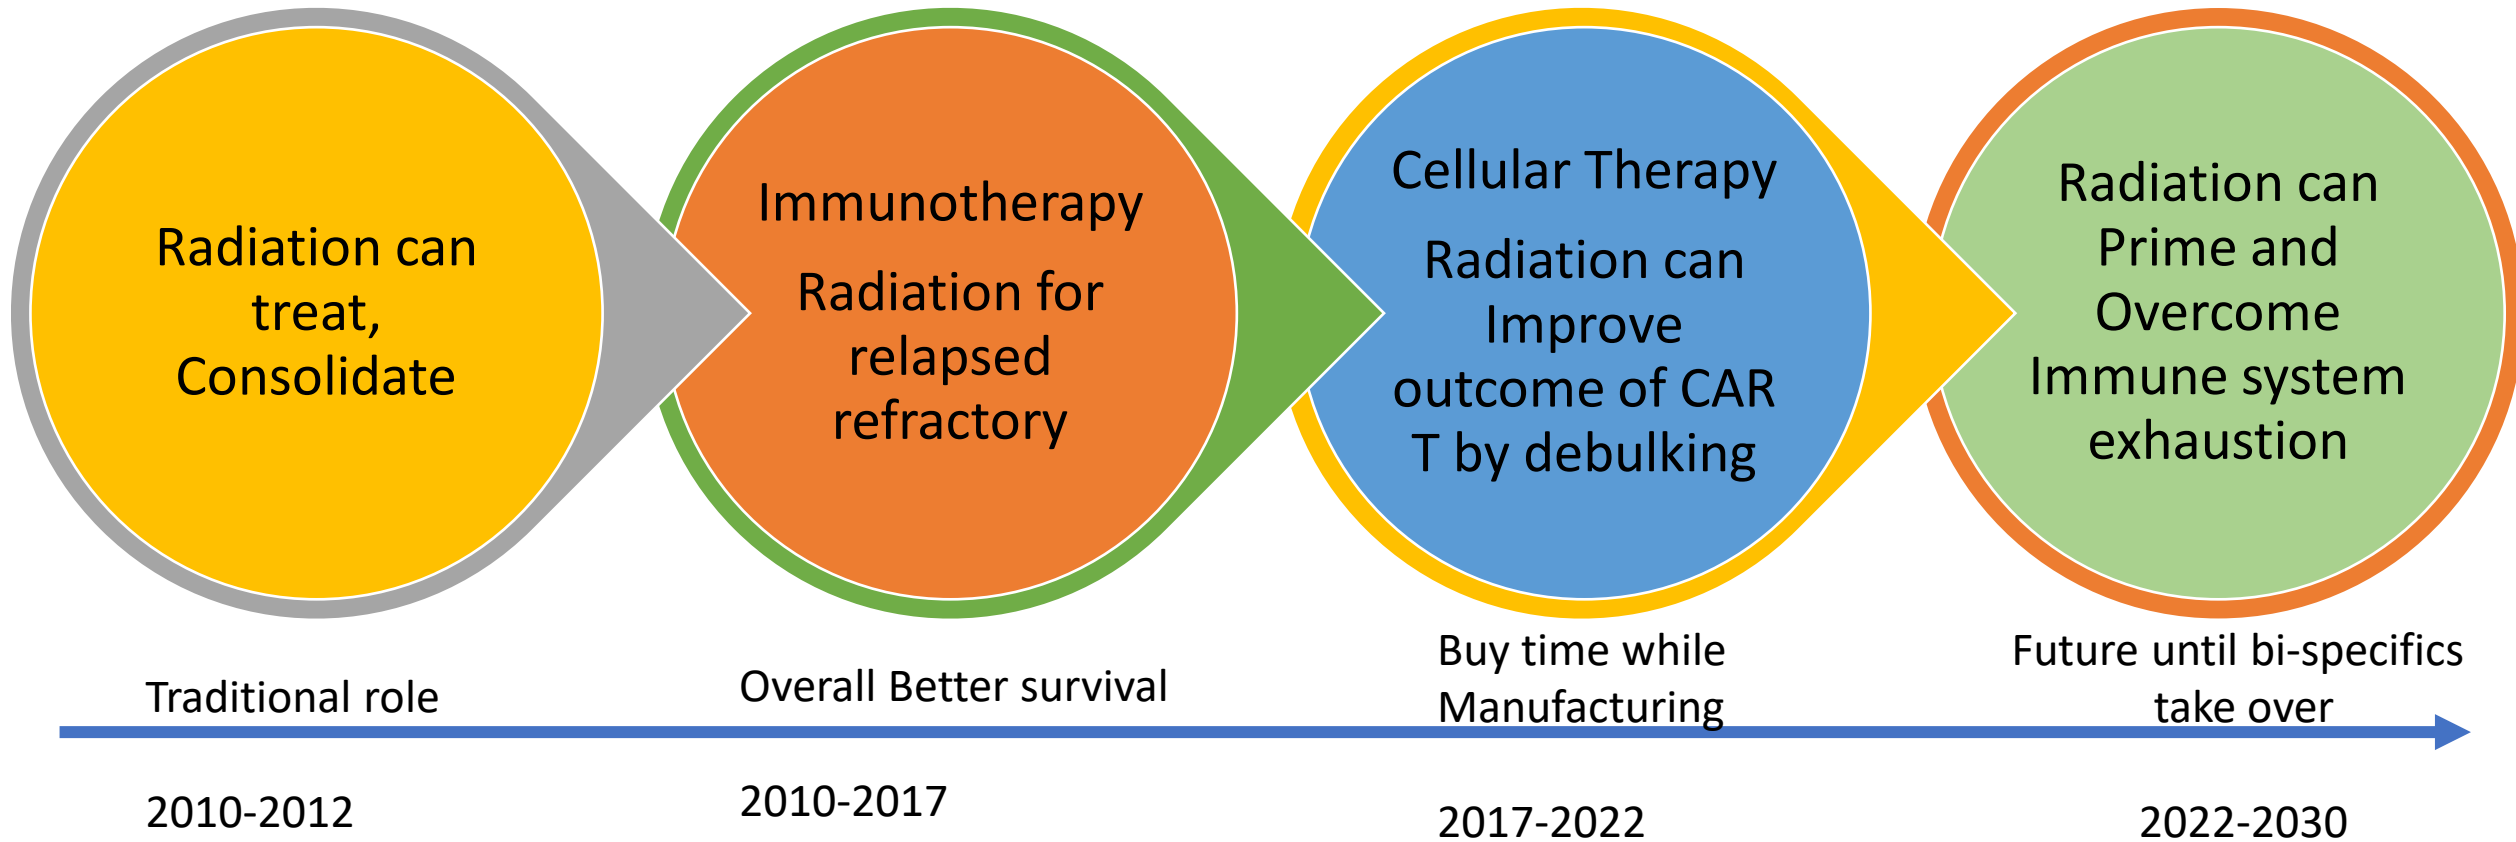 Radiation can
treat,
Consolidate
Immunotherapy
Radiation for
relapsed
refractory
Cellular Therapy
Radiation can
Improve
outcome of CAR
T by debulking
Radiation can
Prime and
Overcome
Immune system
exhaustion
Traditional role
Overall Better survival
Buy time while
Manufacturing
Future until bi-specifics
take over
2010-2012
2010-2017
2017-2022
2022-2030